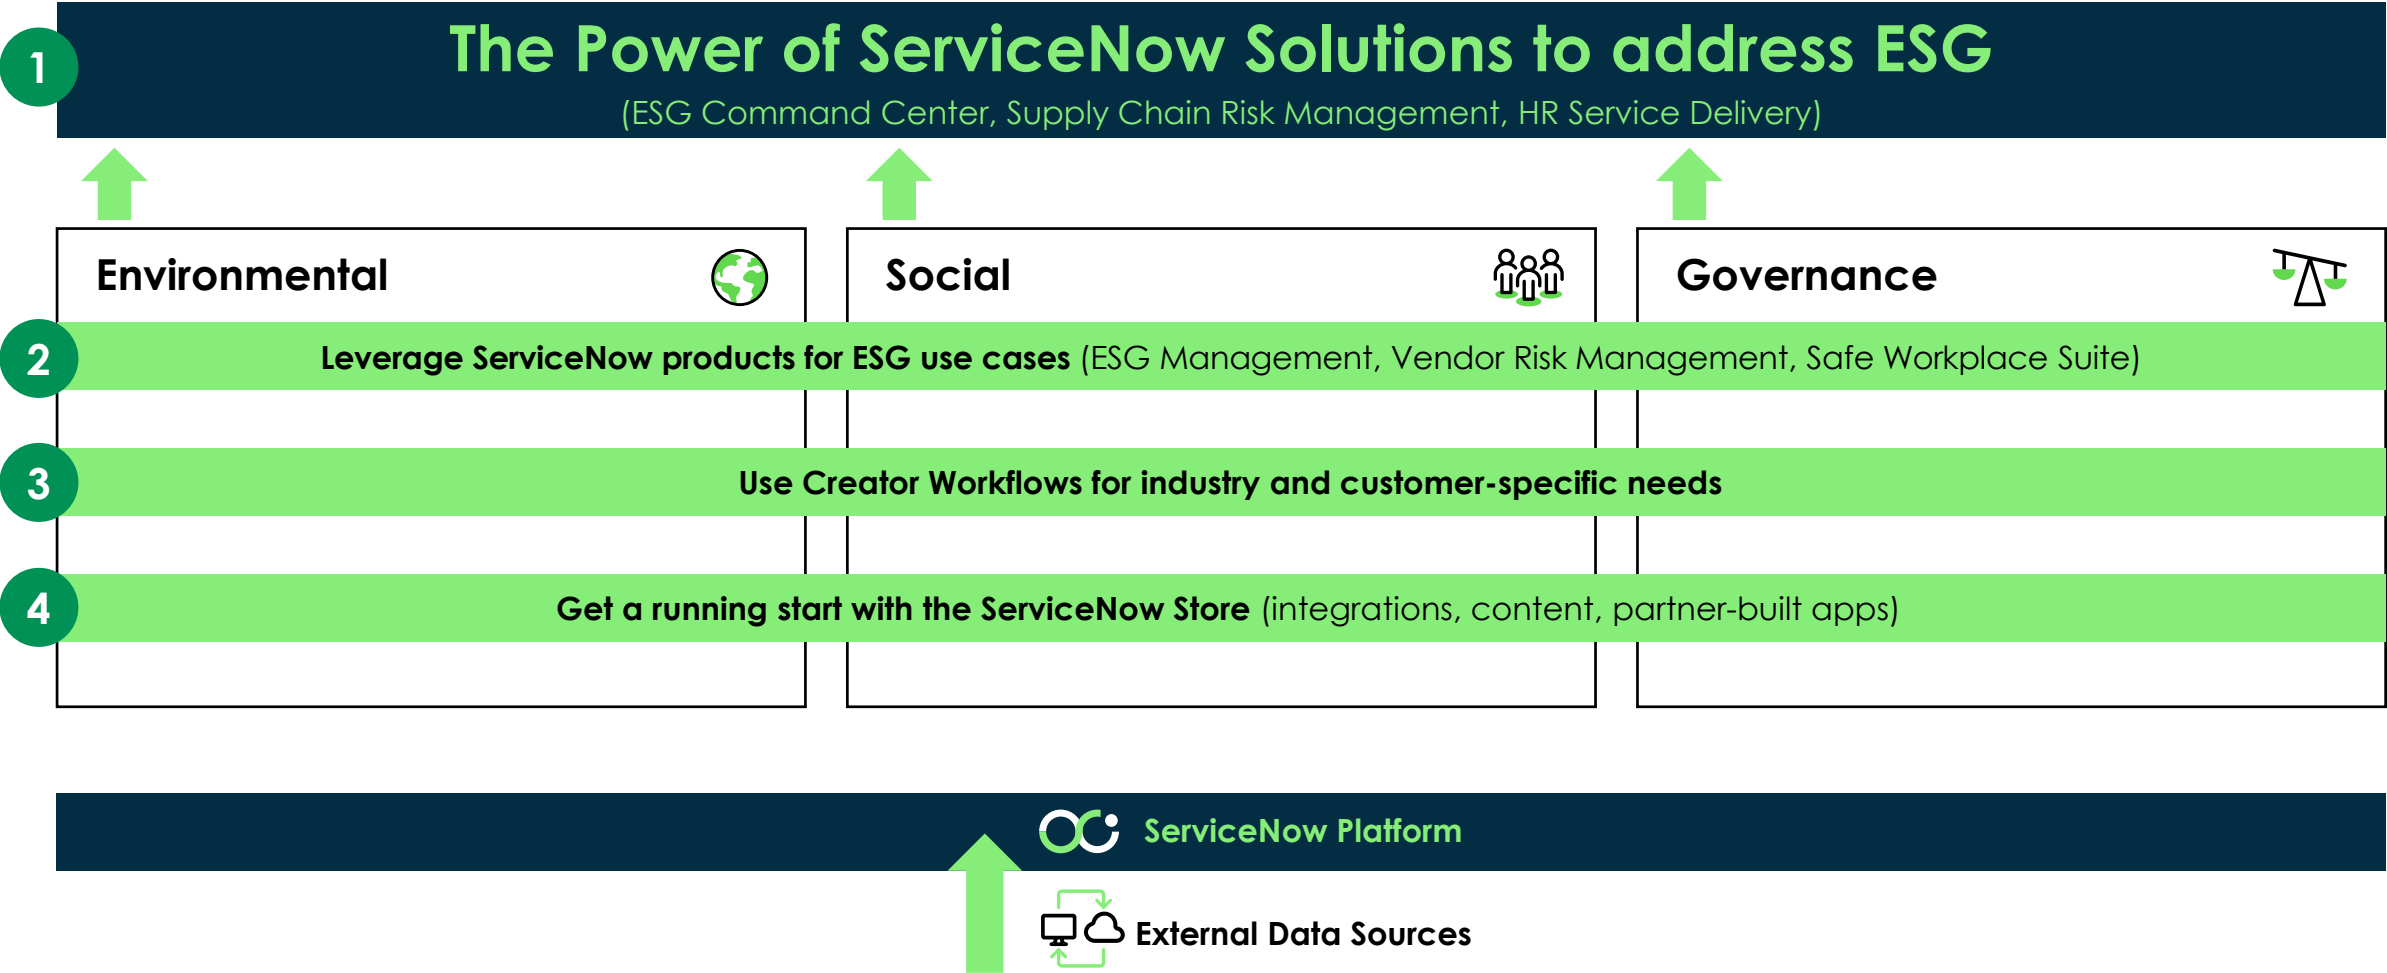 1
The Power of ServiceNow Solutions to address ESG
(ESG Command Center, Supply Chain Risk Management, HR Service Delivery)
Environmental
Social
Governance
2
Leverage ServiceNow products for ESG use cases (ESG Management, Vendor Risk Management, Safe Workplace Suite)
3
Use Creator Workflows for industry and customer-specific needs
4
Get a running start with the ServiceNow Store (integrations, content, partner-built apps)
ServiceNow Platform
External Data Sources